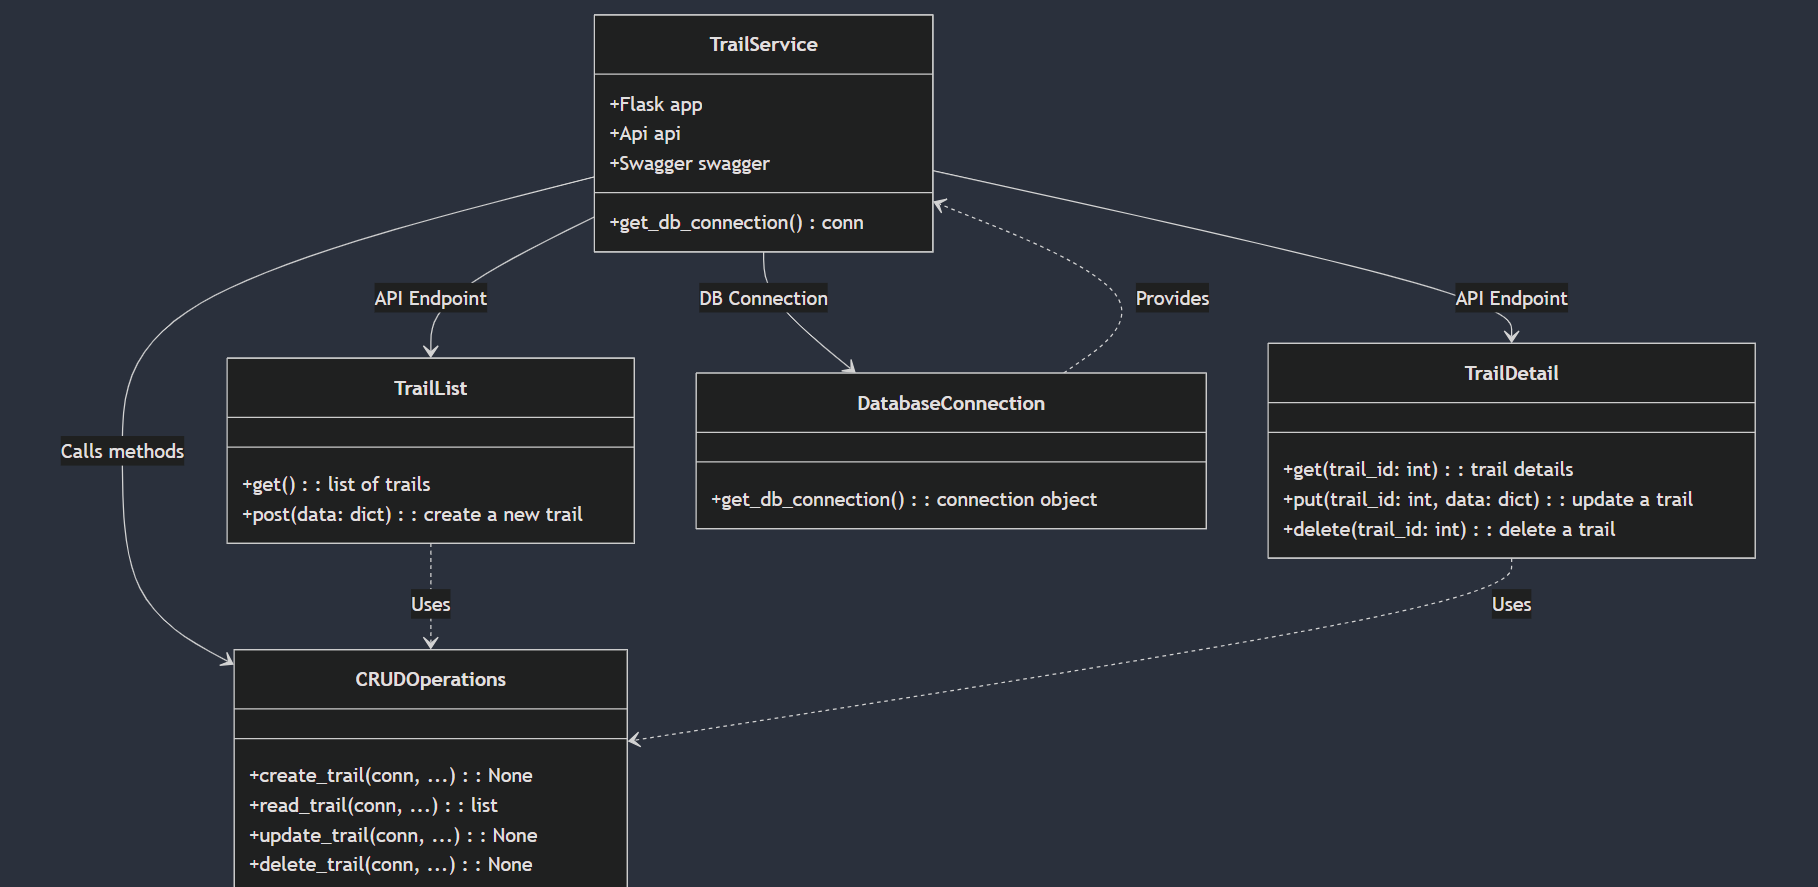 TrailService
+Flask app
+Api api
+Swagger swagger
+get_db_connection() : conn
API Endpoint
DB Connection
Provides
API Endpoint
TrailList
+get() : : list of trails
+post(data: dict) : : create a new trail
DatabaseConnection
+get_db_connection() : : connection object
TrailDetail
+get(trail_id: int) : : trail details
+put(trail_id: int, data: dict) : : update a trail
+delete(trail_id: int) : : delete a trail
Calls methods
Uses
Uses
CRUDOperations
+create_trail(conn, ...) : : None
+read_trail(conn, ...) : : list
+update_trail(conn, ...) : : None
+delete_trail(conn, ...) : : None